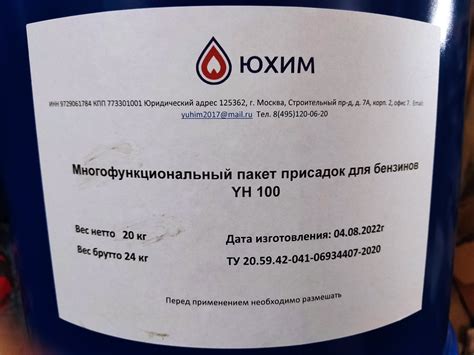 ЮХИМ
ИНН 9729061784 КПП 773301001 Юридический адрес 125362, г. Москва, Строительный пр-д, д. 7А, корп. 2, офис 7. Email:
yuhim2017@mail.ru Тел. 8(495)120-06-20
Многофункциональный пакет присадок для бензинов
YH 100
Вес нетто 20 кг
Вес брутто 24 кг
Дата изготовления: 04.08.2022г
ТУ 20.59.42-041-06934407-2020
Перед применением необходимо размешать